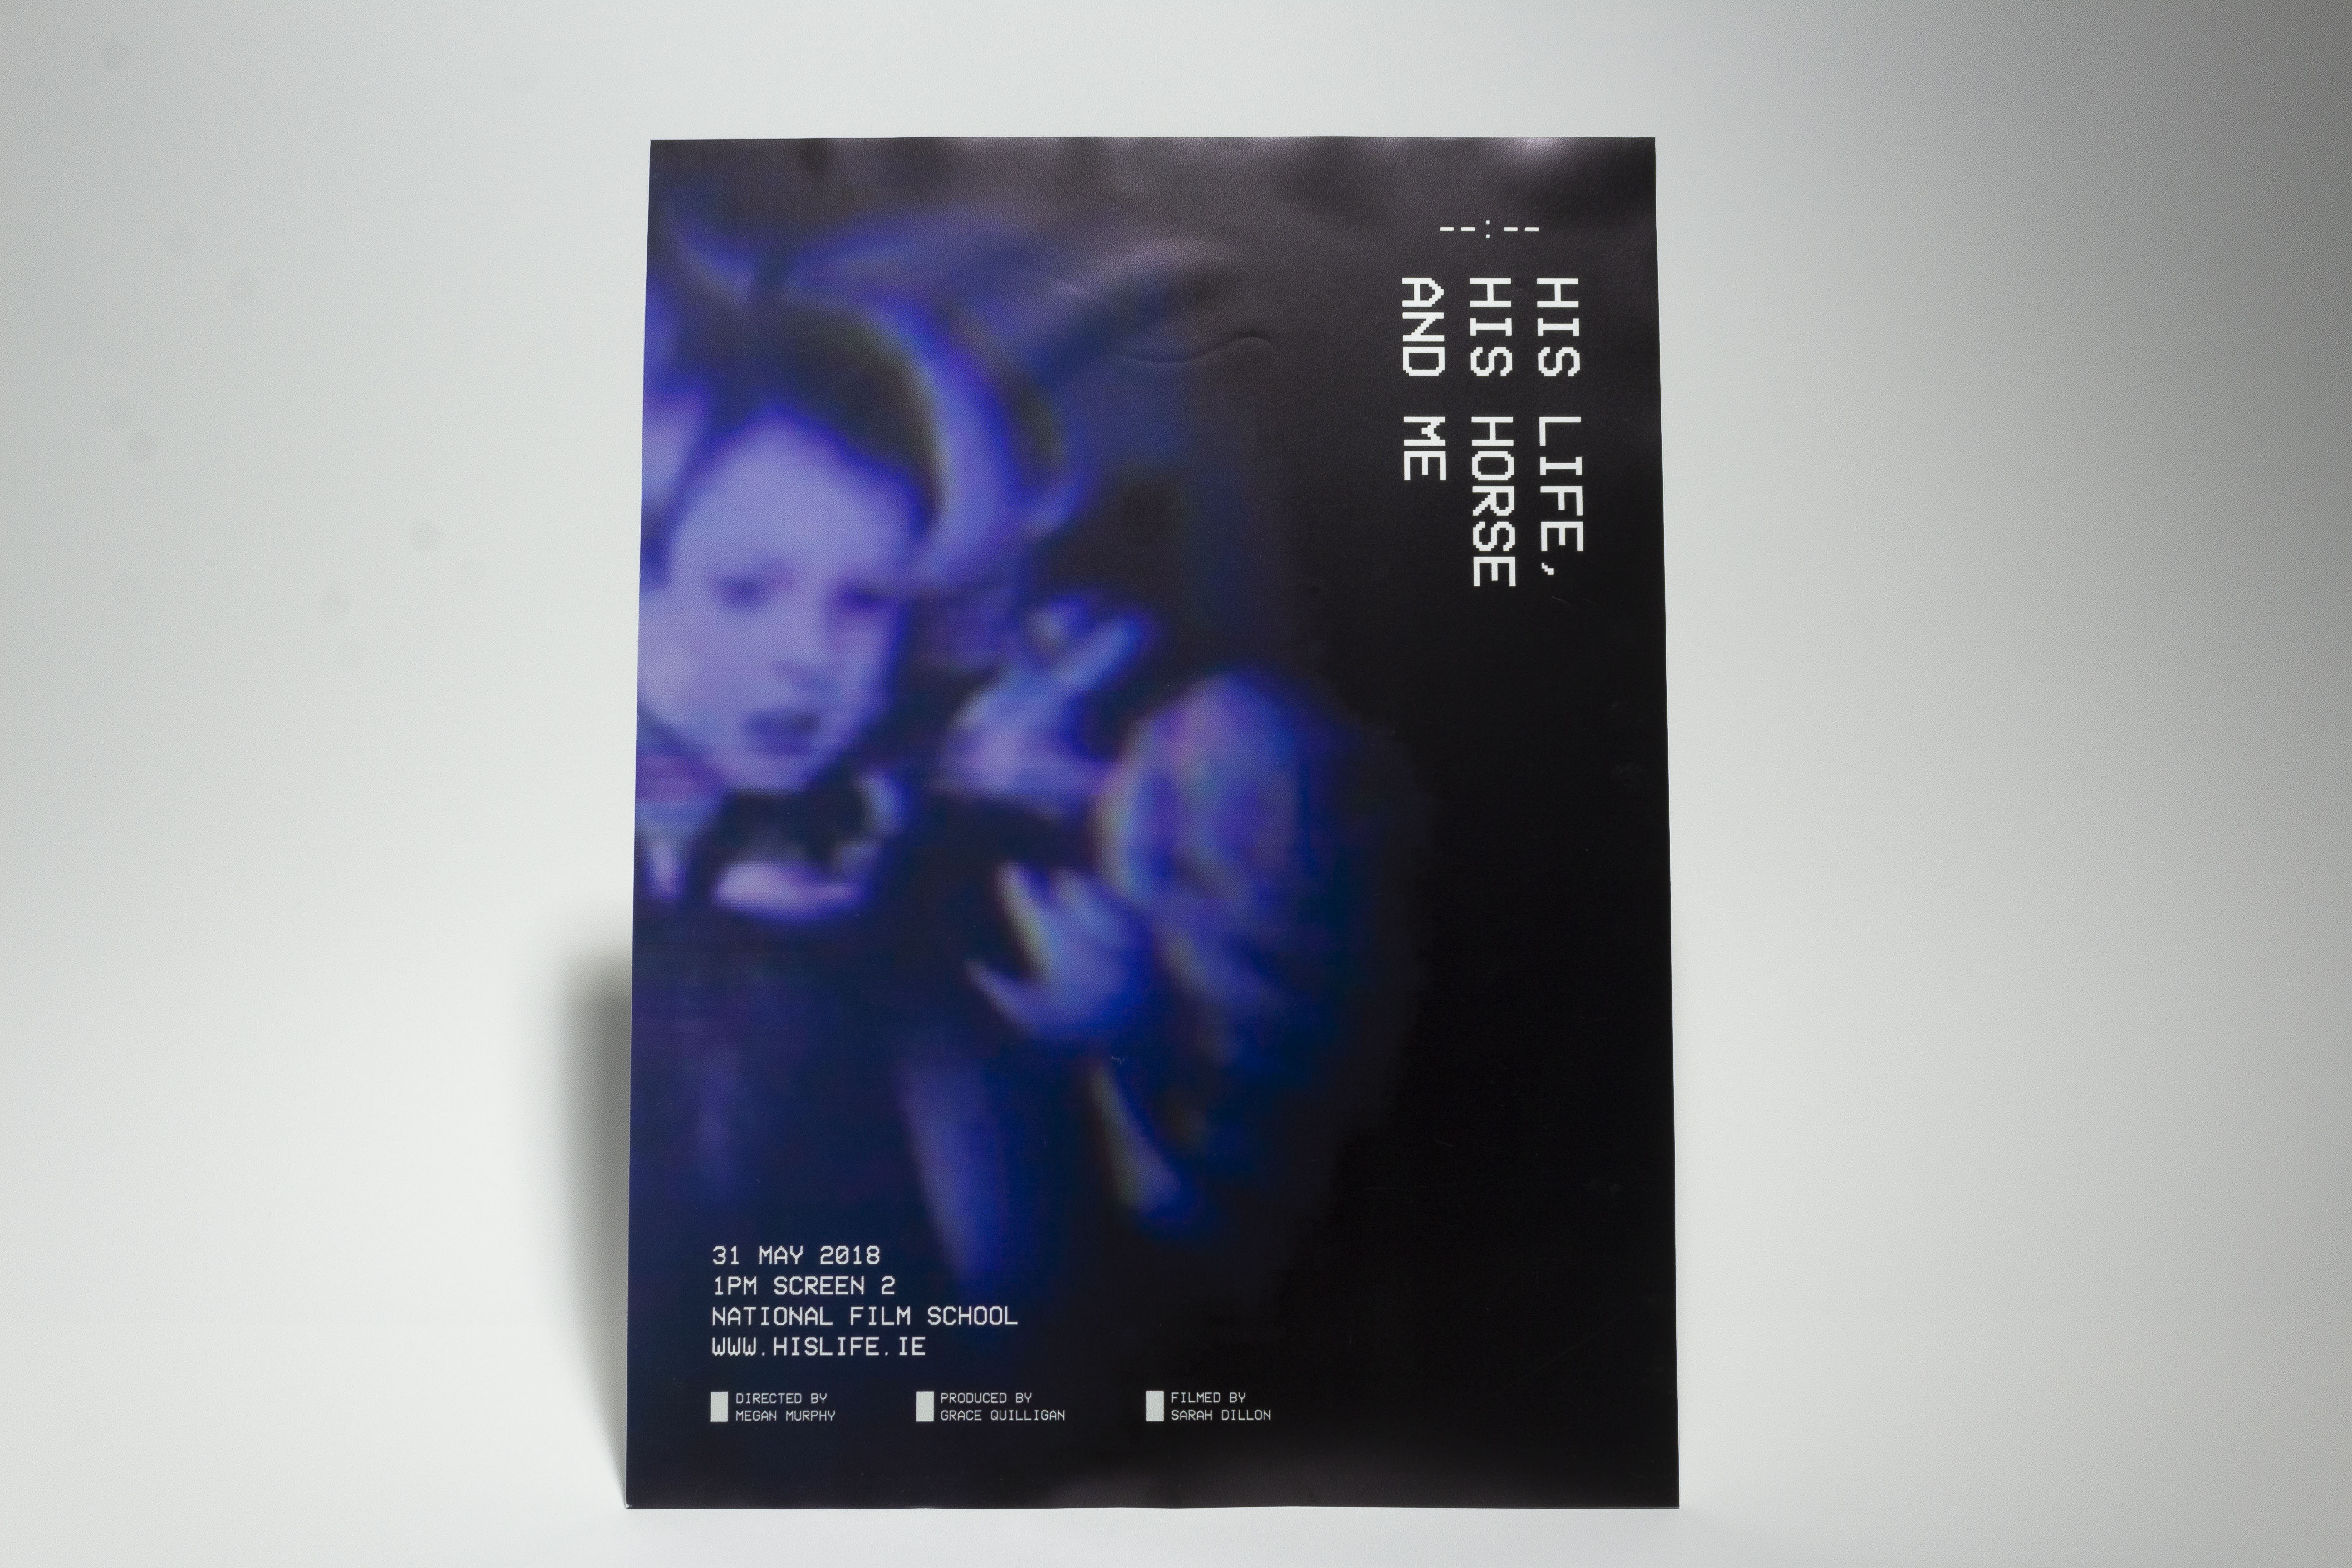 --:--
HIS LIFE,
HIS HORSE
AND ME
31 MAY 2018
1PM SCREEN 2
NATIONAL FILM SCHOOL
WWW.HISLIFE.IE
DIRECTED BY
MEGAN MURPHY
PRODUCED BY
GRACE QUILLIGAN
FILMED BY
SARAH DILLON